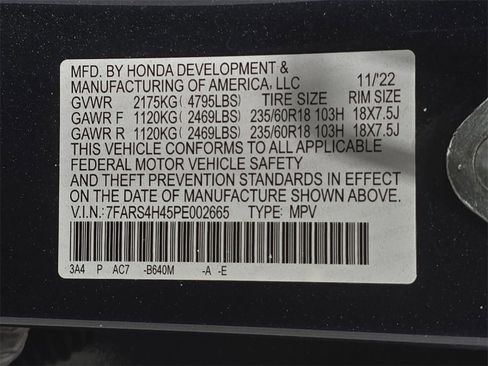 MFD. BY HONDA DEVELOPMENT &
MANUFACTURING OF AMERICA, LLC 11/'22
GVWR 2175KG( 4795LBS) TIRE SIZE RIM SIZE
GAWR F 1120KG( 2469LBS) 235/60R18 103H 18X7.5J
GAWR R 1120KG( 2469LBS) 235/60R18 103H 18X7.5J
THIS VEHICLE CONFORMS TO ALL APPLICABLE
FEDERAL MOTOR VEHICLE SAFETY
AND THEFT PREVENTION STANDARDS IN EFFECT
ON THE DATE OF MANUFACTURE SHOWN ABOVE.
V.I.N.: 7FARS4H45PE002665 TYPE: MPV
3A4 P AC7 -B640M -A -E